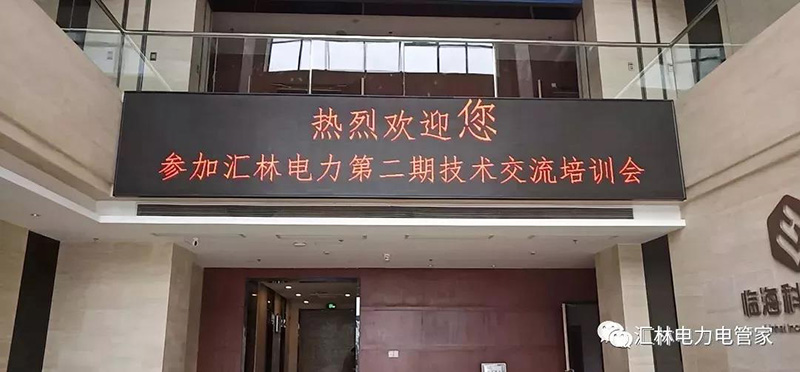 热烈欢迎您
参加汇林电力第二期技术交流培训会
临海科
汇林电力电管家